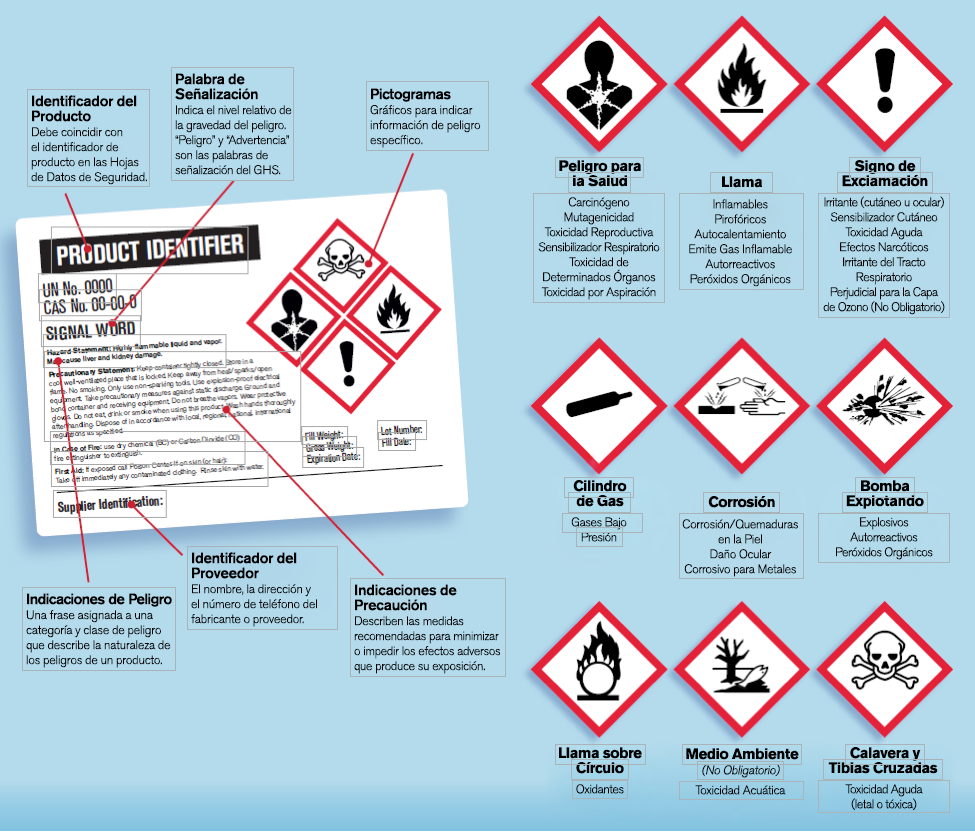 Identificador del
Producto
Debe coincidir con
el identificador de
producto en las Hojas
de Datos de Seguridad.
Palabra de
Señalización
Indica el nivel relativo de
la gravedad del peligro.
“Peligro” y “Advertencia”
son las palabras de
señalización del GHS.
Pictogramas
Gráficos para indicar
información de peligro
específico.
PRODUCT IDENTIFIER
UN No. 0000
CAS No. 00-00-0
SIGNAL WORD
Hazard Statement: Highly flammable liquid and vapor.
May cause liver and kidney damage.
Precautionary Statements: Keep container tightly closed. Store in a
cool, well-ventilated place that is locked. Keep away from heat/sparks/open
flame. No smoking. Only use non-sparking tools. Use explosion-proof electrical
equipment. Take precautionary measures against static discharge. Ground and
bond container and receiving equipment. Do not breathe vapors. Wear protective
gloves. Do not eat, drink or smoke when using this product. Wash hands thoroughly
after handling. Dispose of in accordance with local, regional, national, international
regulations as specified.
In Case of Fire: use dry chemical (BC) or Carbon Dioxide (CO)
fire extinguisher to extinguish.
First Aid: If exposed call Poison Center. If on skin (or hair):
Take off immediately any contaminated clothing. Rinse skin with water.
Fill Weight:
Gross Weight:
Expiration Date:
Lot Number:
Fill Date:
Supplier Identification:
Indicaciones de Peligro
Una frase asignada a una
categoría y clase de peligro
que describe la naturaleza de
los peligros de un producto.
Identificador del
Proveedor
El nombre, la dirección y
el número de teléfono del
fabricante o proveedor.
Indicaciones de
Precaución
Describen las medidas
recomendadas para minimizar
o impedir los efectos adversos
que produce su exposición.
Peligro para
la Salud
Carcinógeno
Mutagenicidad
Toxicidad Reproductiva
Sensibilizador Respiratorio
Toxicidad de
Determinados Órganos
Toxicidad por Aspiración
Llama
Inflamables
Pirofóricos
Autocalentamiento
Emite Gas Inflamable
Autorreactivos
Peróxidos Orgánicos
Signo de
Exclamación
Irritante (cutáneo u ocular)
Sensibilizador Cutáneo
Toxicidad Aguda
Efectos Narcóticos
Irritante del Tracto
Respiratorio
Perjudicial para la Capa
de Ozono (No Obligatorio)
Cilindro
de Gas
Gases Bajo
Presión
Corrosión
Corrosión/Quemaduras
en la Piel
Daño Ocular
Corrosivo para Metales
Bomba
Explotando
Explosivos
Autorreactivos
Peróxidos Orgánicos
Llama sobre
Círculo
Oxidantes
Medio Ambiente
(No Obligatorio)
Toxicidad Acuática
Calavera y
Tibias Cruzadas
Toxicidad Aguda
(letal o tóxica)